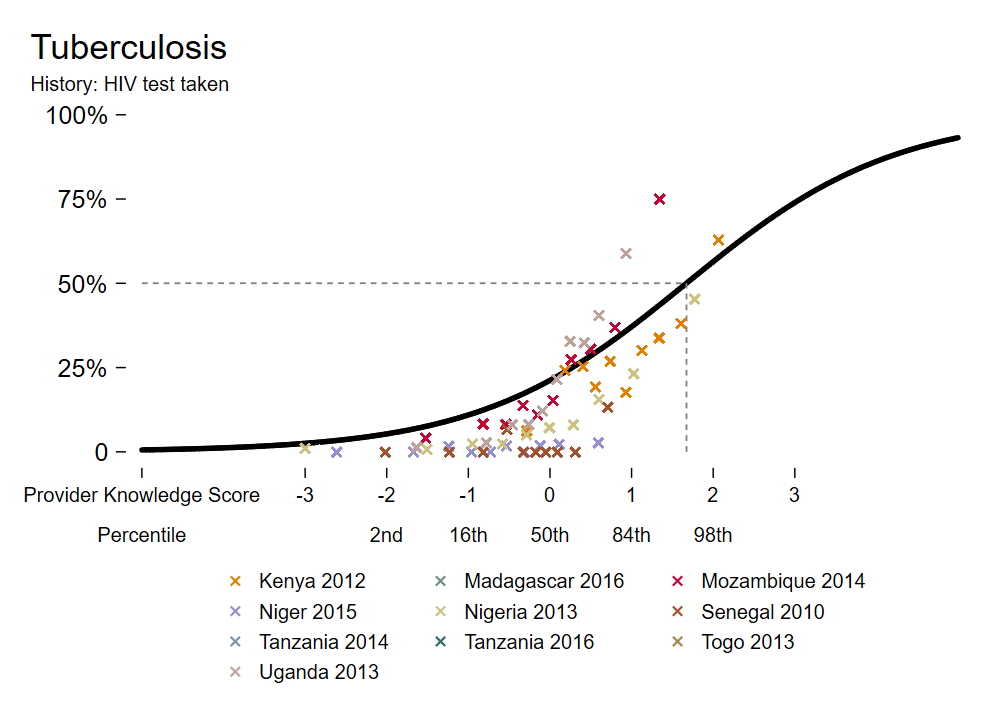 Tuberculosis
History: HIV test taken
100%
75%
50%
25%
0
Provider Knowledge Score -3 -2 -1 0 1 2 3
Percentile 2nd 16th 50th 84th 98th
Kenya 2012 Madagascar 2016 Mozambique 2014
Niger 2015 Nigeria 2013 Senegal 2010
Tanzania 2014 Tanzania 2016 Togo 2013
Uganda 2013